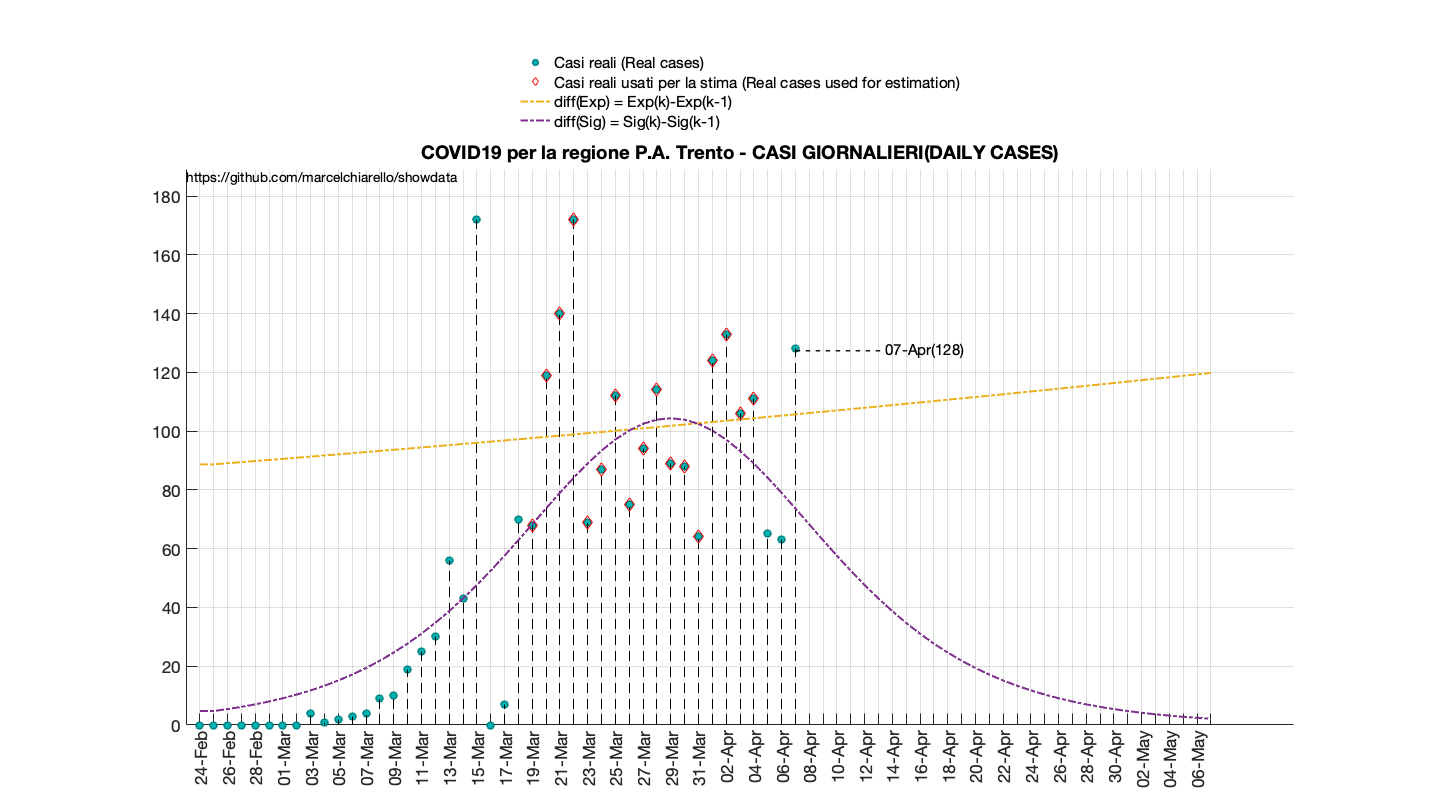 Casi reali (Real cases)
Casi reali usati per la stima (Real cases used for estimation)
diff(Exp) = Exp(k)-Exp(k-1)
diff(Sig) = Sig(k)-Sig(k-1)
COVID19 per la regione P.A. Trento - CASI GIORNALIERI(DAILY CASES)
https://github.com/marcelchiarello/showdata
180
160
140
120
100
80
60
40
20
0
07-Apr(128)
24-Feb
26-Feb
28-Feb
01-Mar
03-Mar
05-Mar
07-Mar
09-Mar
11-Mar
13-Mar
15-Mar
17-Mar
19-Mar
21-Mar
23-Mar
25-Mar
27-Mar
29-Mar
31-Mar
02-Apr
04-Apr
06-Apr
08-Apr
10-Apr
12-Apr
14-Apr
16-Apr
18-Apr
20-Apr
22-Apr
24-Apr
26-Apr
28-Apr
30-Apr
02-May
04-May
06-May